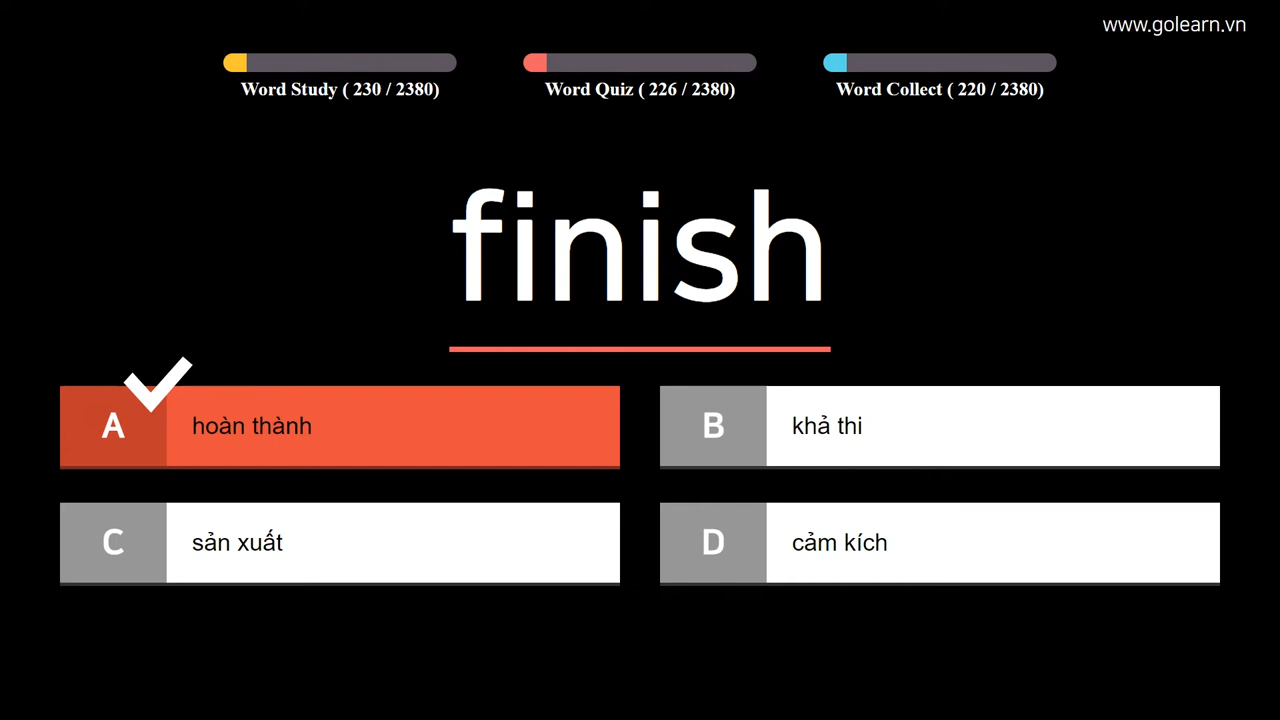 www.golearn.vn
Word Study ( 230 / 2380)
Word Quiz ( 226 / 2380)
Word Collect ( 220 / 2380)
finish
A hoàn thành
B khả thi
C sản xuất
D cảm kích